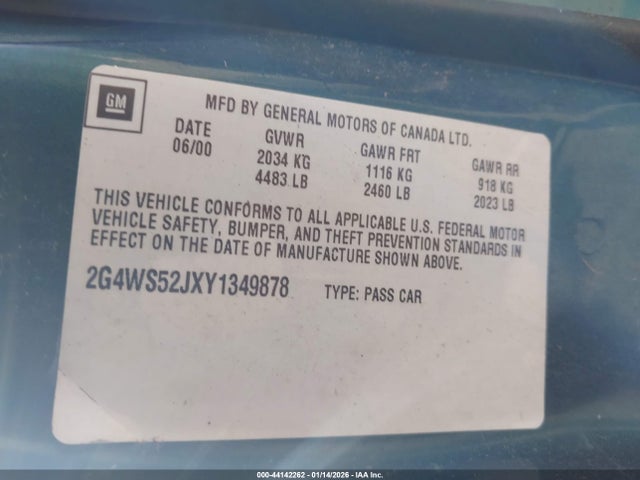 GM
MFD BY GENERAL MOTORS OF CANADA LTD.
DATE GVWR GAWR FRT GAWR RR
06/00 2034 KG 1116 KG 918 KG
4483 LB 2460 LB 2023 LB
THIS VEHICLE CONFORMS TO ALL APPLICABLE U.S. FEDERAL MOTOR
VEHICLE SAFETY, BUMPER, AND THEFT PREVENTION STANDARDS IN
EFFECT ON THE DATE OF MANUFACTURE SHOWN ABOVE.
2G4WS52JXY1349878 TYPE: PASS CAR
000-44142262 - 01/14/2026 - IAAI.COM